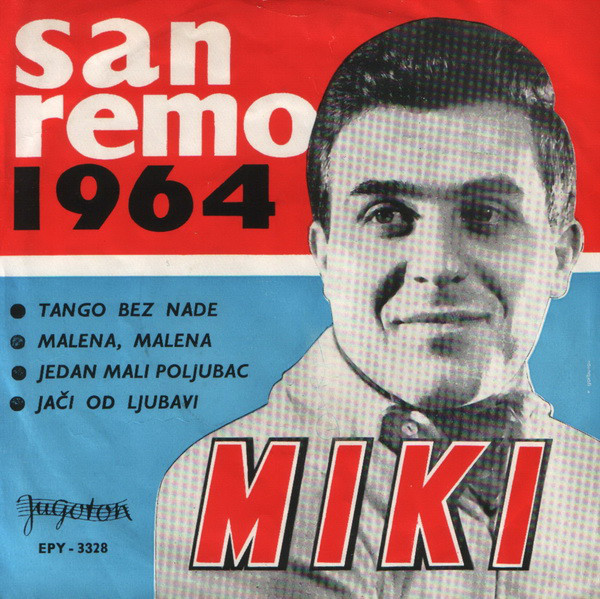 san
remo
1964
TANGO BEZ NADE
MALENA, MALENA
JEDAN MALI POLJUBAC
JAČI OD LJUBAVI
MIKI
Jugoton
EPY - 3328